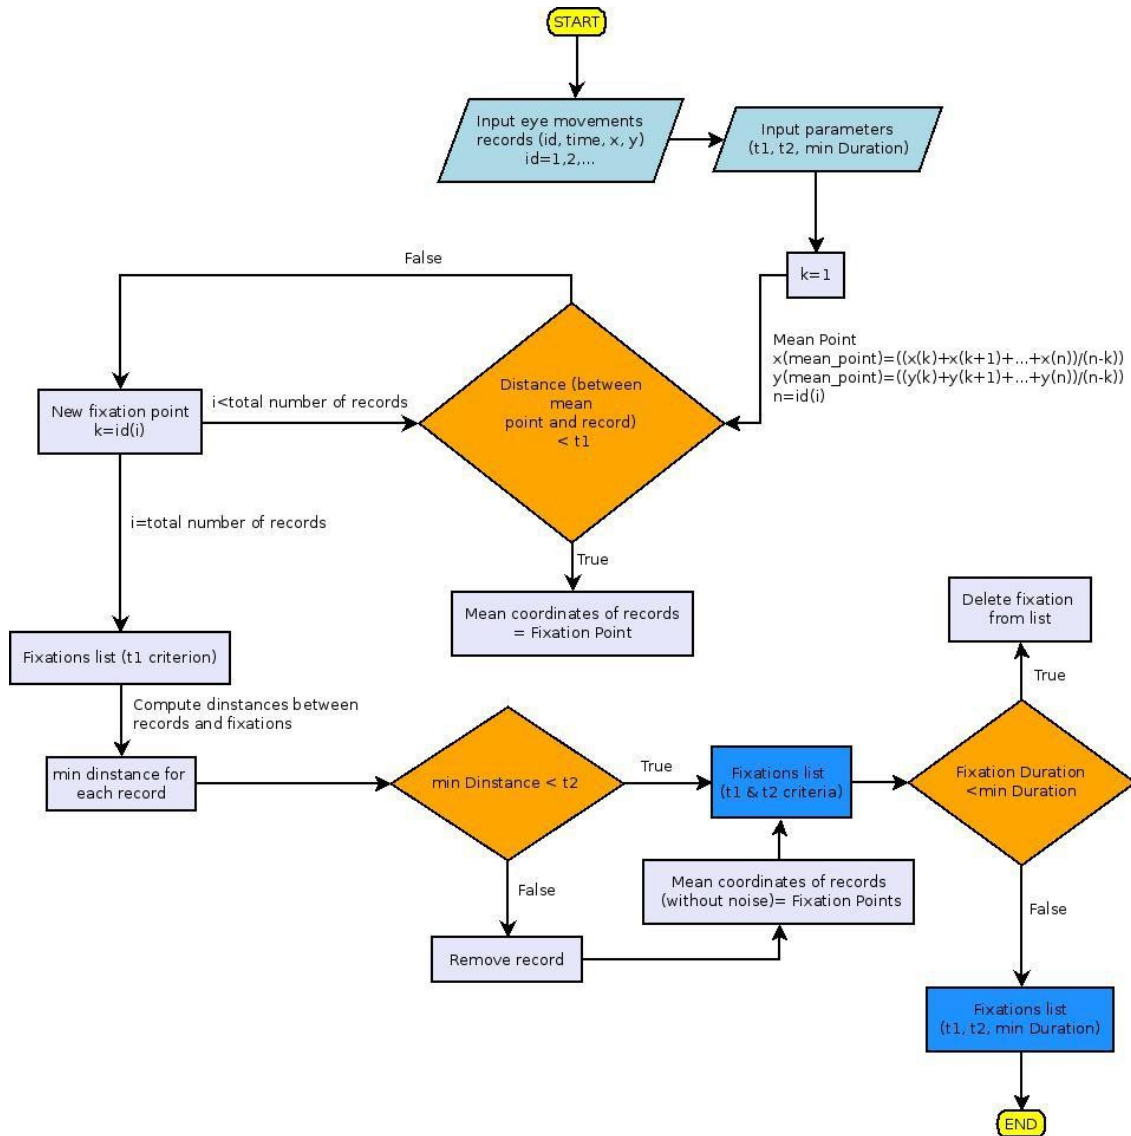 START
Input eye movements
records (id, time, x, y)
id=1,2,...
Input parameters
(t1, t2, min Duration)
k=1
False
Mean Point
x(mean_point)=((x(k)+x(k+1)+...+x(n))/(n-k))
y(mean_point)=((y(k)+y(k+1)+...+y(n))/(n-k))
n=id(i)
Distance (between
mean
point and record)
< t1
i<total number of records
New fixation point
k=id(i)
i=total number of records
True
Mean coordinates of records
= Fixation Point
Fixations list (t1 criterion)
Compute dinstances between
records and fixations
min dinstance for
each record
min Dinstance < t2
True
Fixations list
(t1 & t2 criteria)
False
Remove record
Mean coordinates of records
(without noise)= Fixation Points
Fixation Duration
<min Duration
True
Delete fixation
from list
False
Fixations list
(t1, t2, min Duration)
END